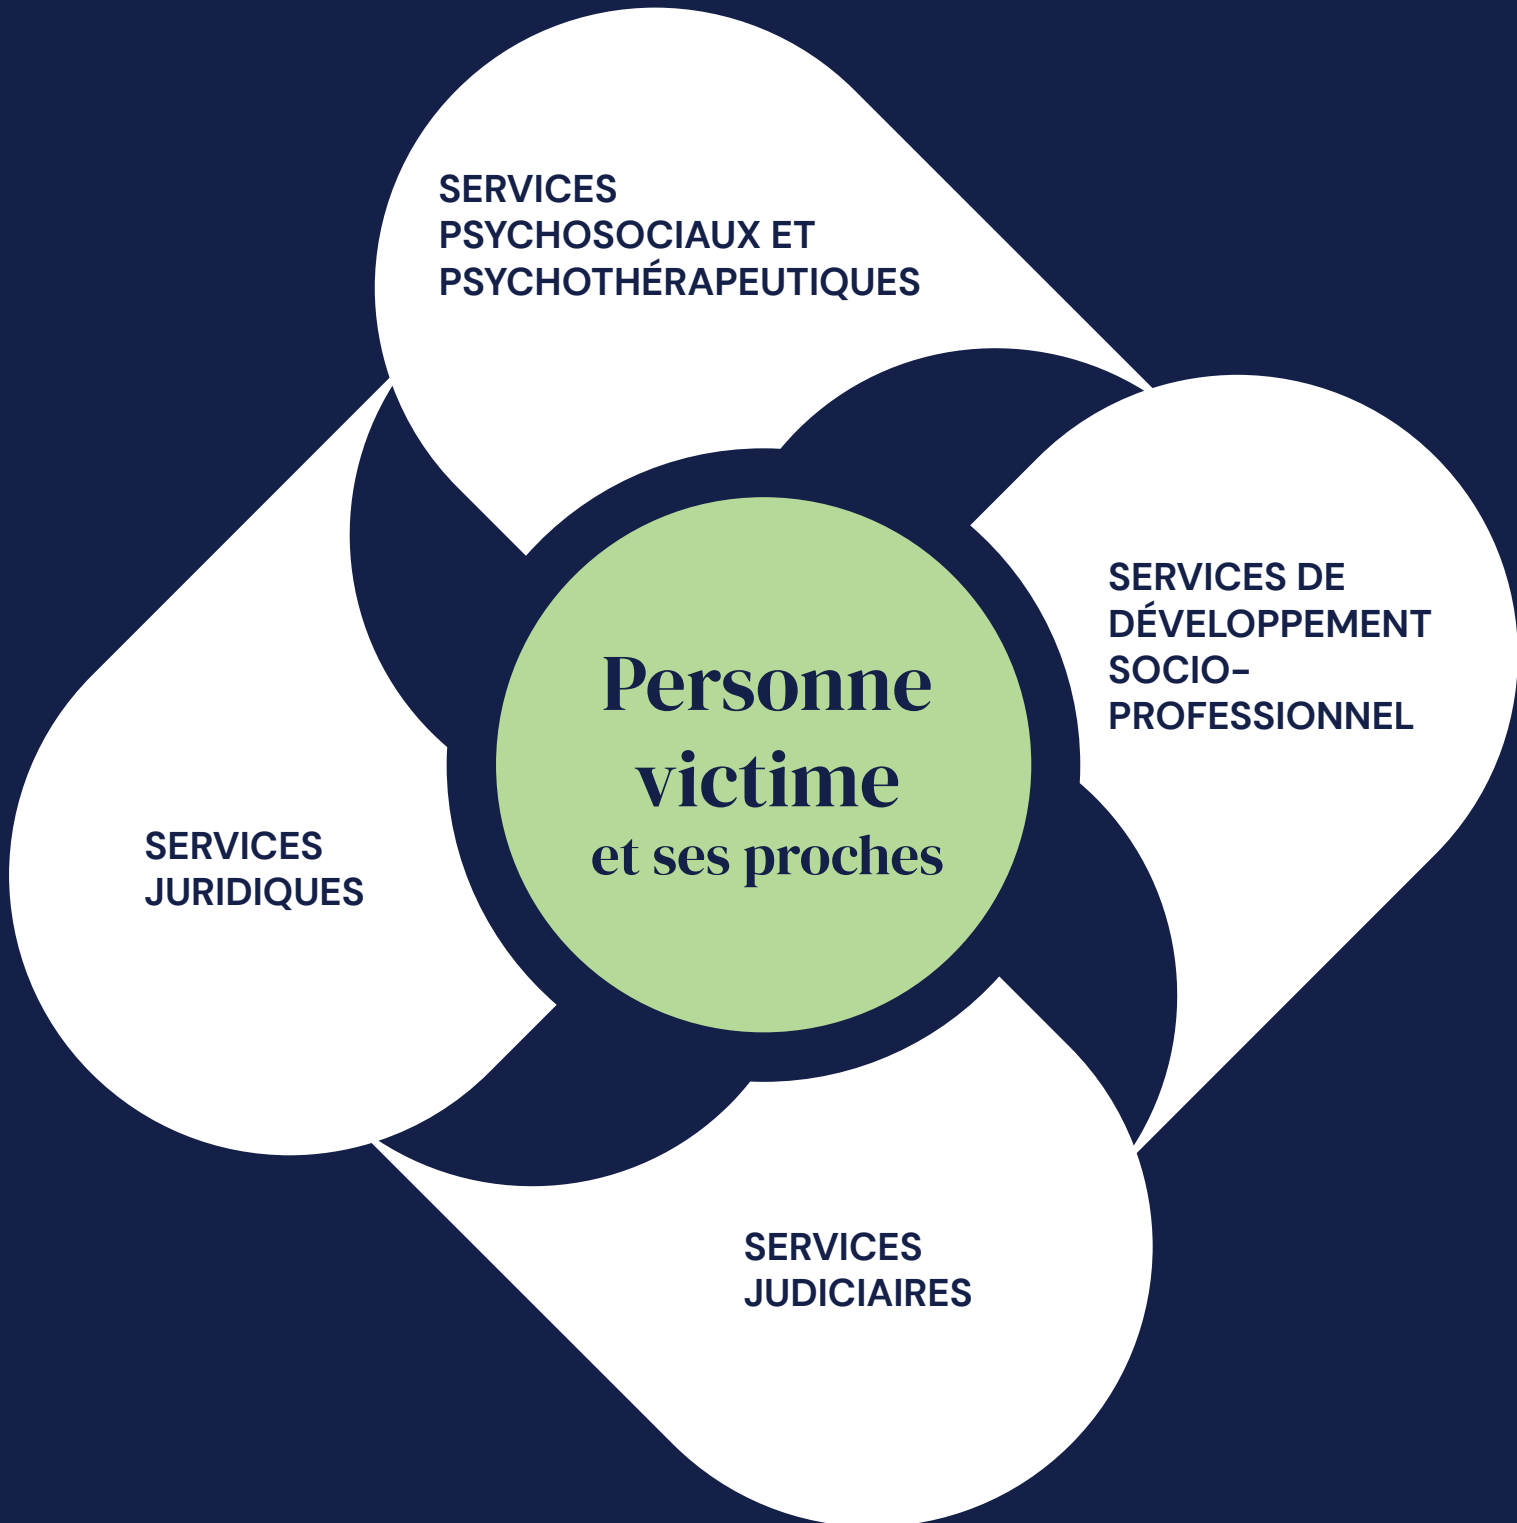 SERVICES
PSYCHOSOCIAUX ET
PSYCHOTHÉRAPEUTIQUES
SERVICES DE
DÉVELOPPEMENT
SOCIO-
PROFESSIONNEL
Personne
victime
et ses proches
SERVICES
JURIDIQUES
SERVICES
JUDICIAIRES